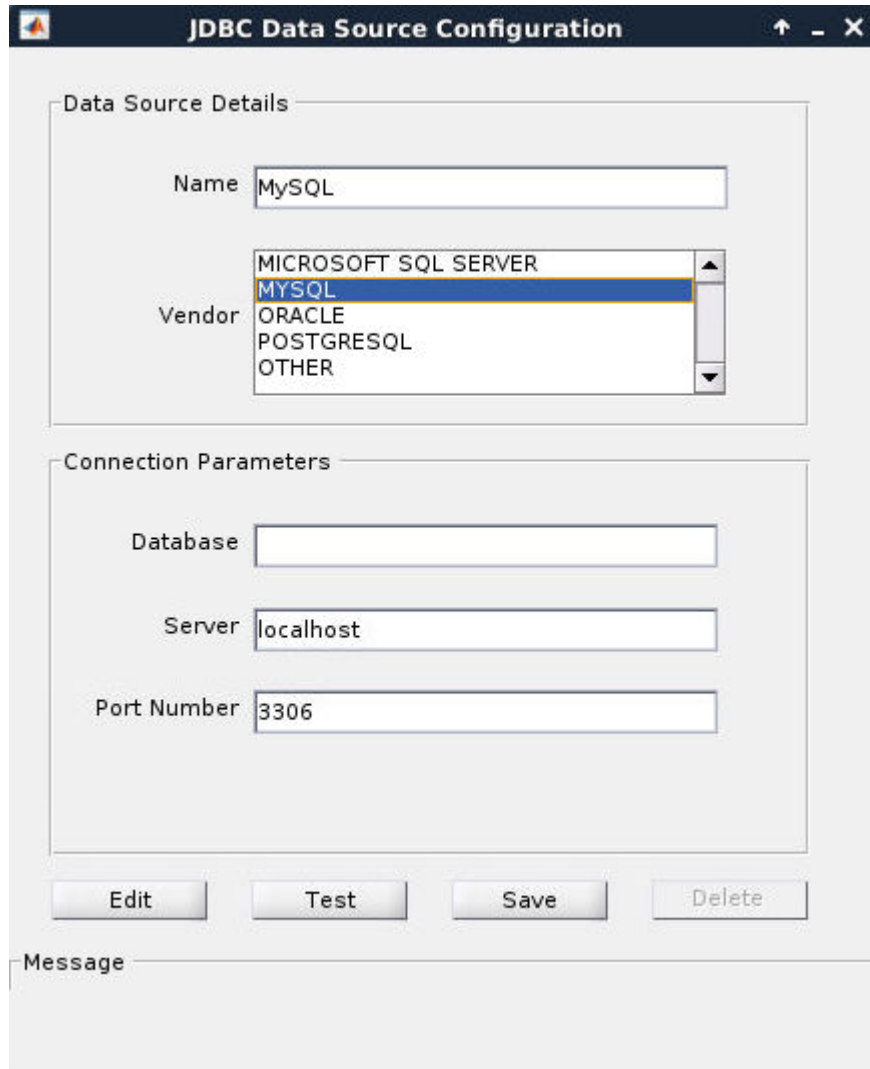 JDBC Data Source Configuration
Data Source Details
Name MySQL
MICROSOFT SQL SERVER
MYSQL
Vendor ORACLE
POSTGRESQL
OTHER
Connection Parameters
Database
Server localhost
Port Number 3306
Edit Test Save Delete
Message